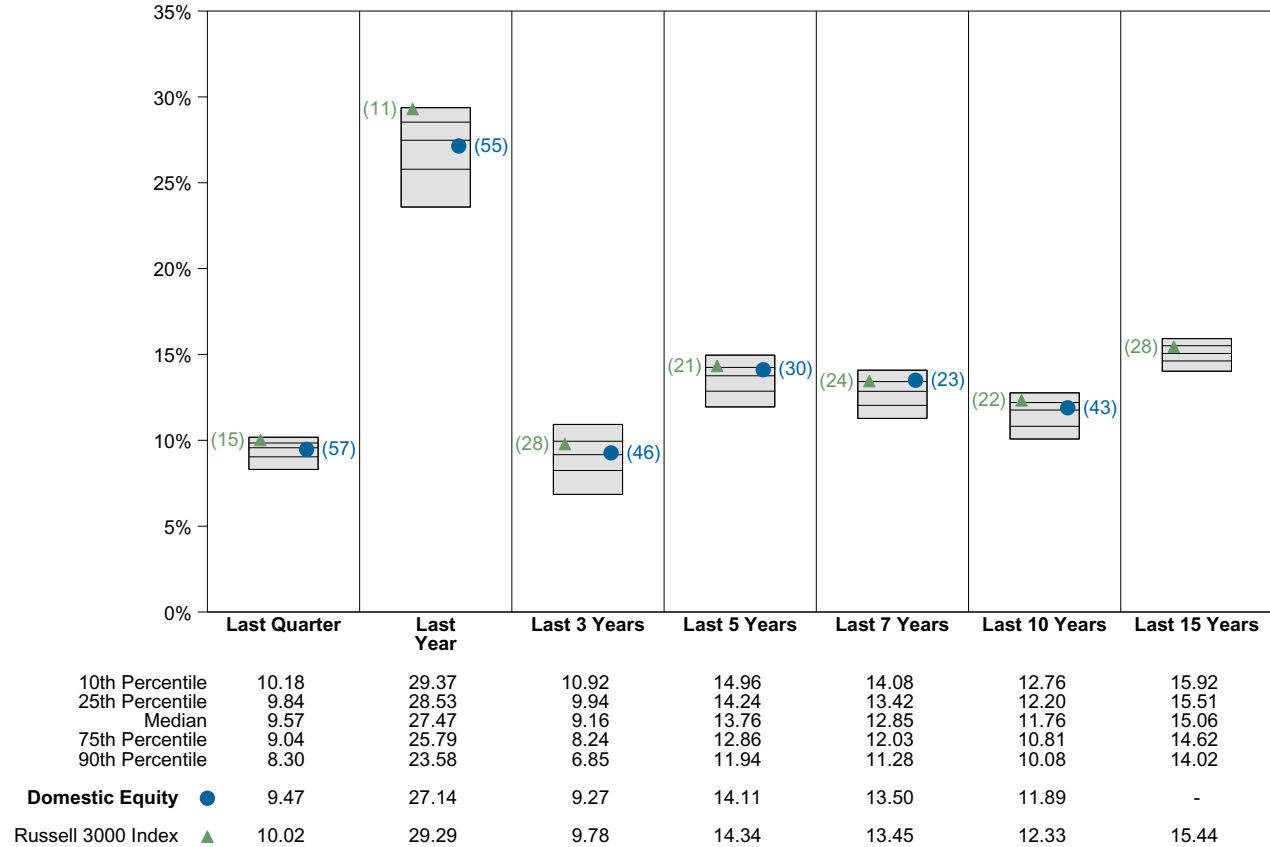 35%
30%
25%
20%
15%
10%
5%
0%
(15) (57)
(11) (55)
(28) (46)
(21) (30)
(24) (23)
(22) (43)
(28)
Last Quarter Last Year Last 3 Years Last 5 Years Last 7 Years Last 10 Years Last 15 Years
10th Percentile 10.18 29.37 10.92 14.96 14.08 12.76 15.92
25th Percentile 9.84 28.53 9.94 14.24 13.42 12.20 15.51
Median 9.57 27.47 9.16 13.76 12.85 11.76 15.06
75th Percentile 9.04 25.79 8.24 12.86 12.03 10.81 14.62
90th Percentile 8.30 23.58 6.85 11.94 11.28 10.08 14.02
Domestic Equity 9.47 27.14 9.27 14.11 13.50 11.89 -
Russell 3000 Index 10.02 29.29 9.78 14.34 13.45 12.33 15.44